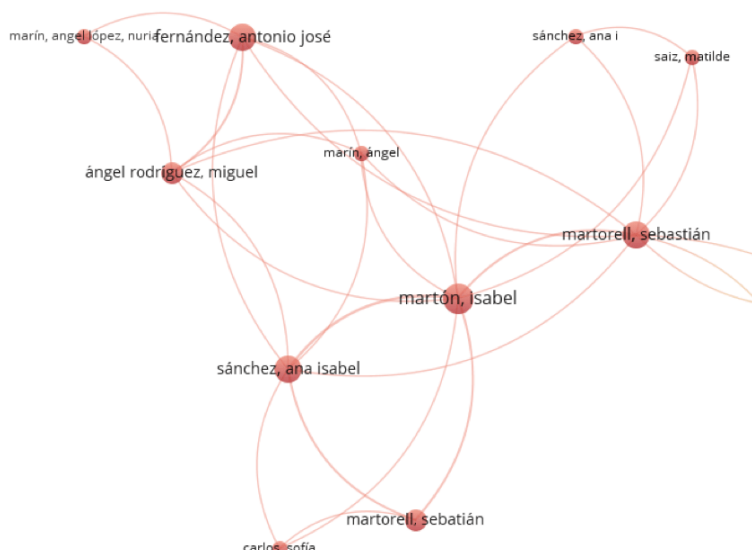 marín, angel lópez, nuria
fernández, antonio josé
sánchez, ana i
saiz, matilde
marín, ángel
ángel rodríguez, miguel
martorell, sebastián
martón, isabel
sánchez, ana isabel
martorell, sebatián
carlos, sofía